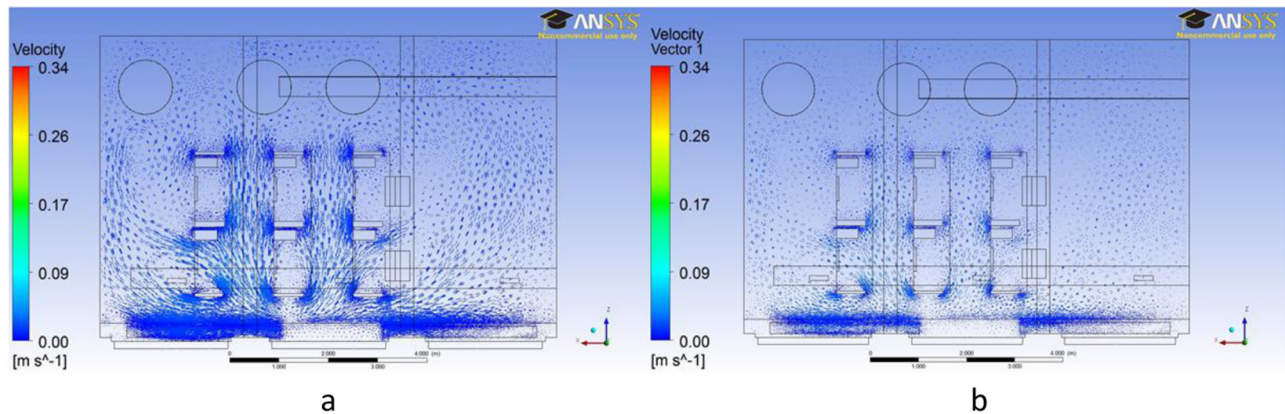 ANSYS
Noncommercial use only
Velocity
0.34
0.26
0.17
0.09
0.00
[m s^-1]
0
2.000
4.000 (m)
1.000
3.000
Z
X
a
ANSYS
Noncommercial use only
Velocity
Vector 1
0.34
0.26
0.17
0.09
0.00
[m s^-1]
0
2.000
4.000 (m)
1.000
3.000
Z
X
b